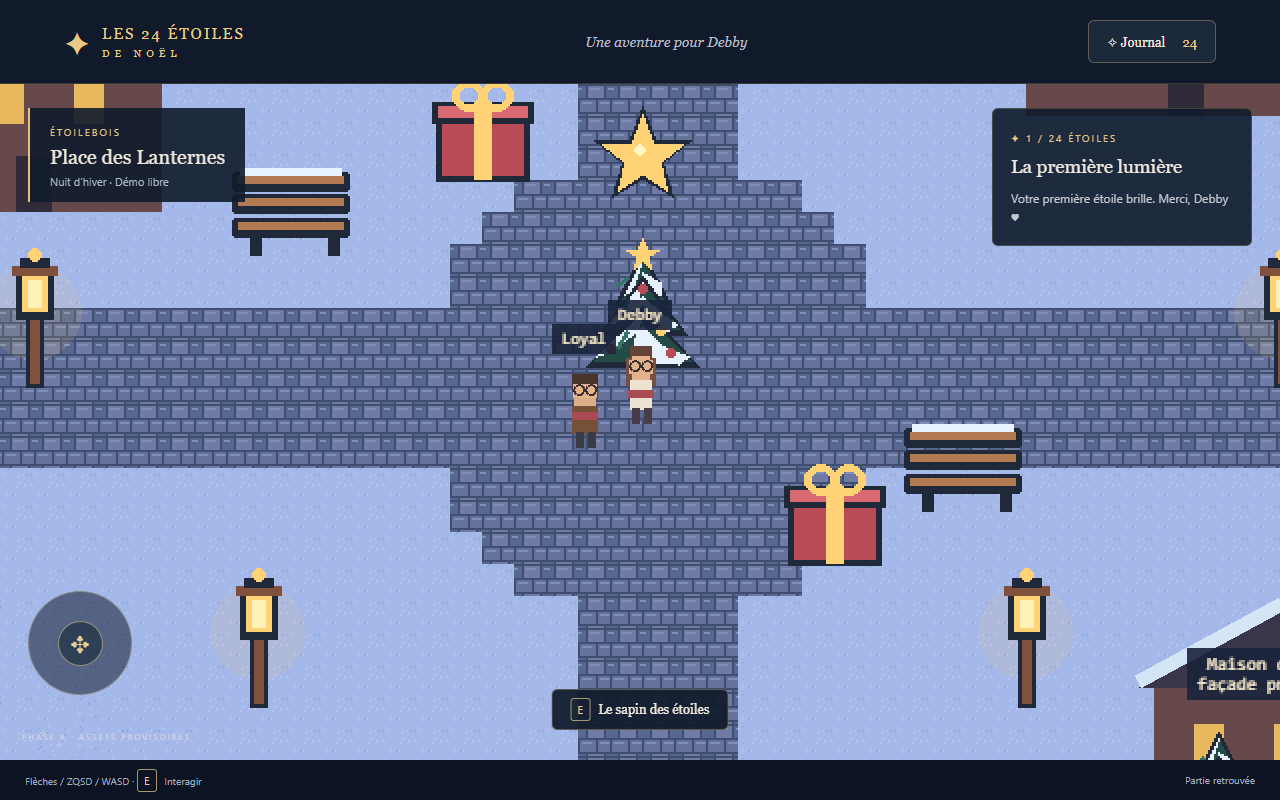 LES 24 ÉTOILES
DE NOËL
Une aventure pour Debby
✧ Journal 24
ÉTOILEBOIS
Place des Lanternes
Nuit d'hiver · Démo libre
✦ 1 / 24 ÉTOILES
La première lumière
Votre première étoile brille. Merci, Debby
♥
Debby
Loyal
Maison
façade
E Le sapin des étoiles
PHASE A · ASSETS PROVISOIRES
Flèches / ZQSD / WASD · E Interagir
Partie retrouvée